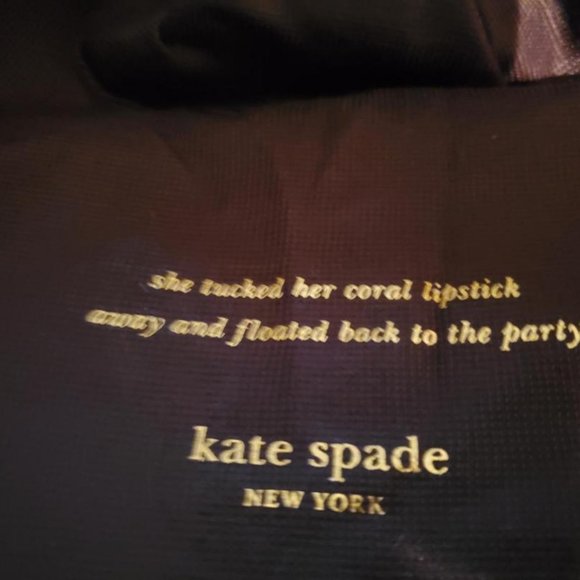 she tucked her coral lipstick
away and floated back to the party
kate spade
NEW YORK